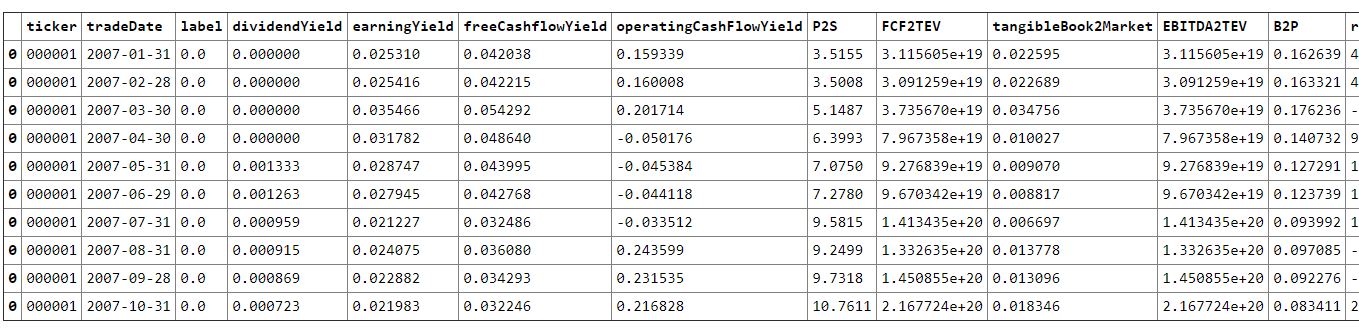 ticker tradeDate label dividendYield earningYield freeCashflowYield operatingCashFlowYield P2S FCF2TEV tangibleBook2Market EBITDA2TEV B2P r
0 000001 2007-01-31 0.0 0.000000 0.025310 0.042038 0.159339 3.5155 3.115605e+19 0.022595 3.115605e+19 0.162639 4
0 000001 2007-02-28 0.0 0.000000 0.025416 0.042215 0.160008 3.5008 3.091259e+19 0.022689 3.091259e+19 0.163321 4
0 000001 2007-03-30 0.0 0.000000 0.035466 0.054292 0.201714 5.1487 3.735670e+19 0.034756 3.735670e+19 0.176236 -
0 000001 2007-04-30 0.0 0.000000 0.031782 0.048640 -0.050176 6.3993 7.967358e+19 0.010027 7.967358e+19 0.140732 9
0 000001 2007-05-31 0.0 0.001333 0.028747 0.043995 -0.045384 7.0750 9.276839e+19 0.009070 9.276839e+19 0.127291 1
0 000001 2007-06-29 0.0 0.001263 0.027945 0.042768 -0.044118 7.2780 9.670342e+19 0.008817 9.670342e+19 0.123739 1
0 000001 2007-07-31 0.0 0.000959 0.021227 0.032486 -0.033512 9.5815 1.413435e+20 0.006697 1.413435e+20 0.093992 1
0 000001 2007-08-31 0.0 0.000915 0.024075 0.036080 0.243599 9.2499 1.332635e+20 0.013778 1.332635e+20 0.097085 -
0 000001 2007-09-28 0.0 0.000869 0.022882 0.034293 0.231535 9.7318 1.450855e+20 0.013096 1.450855e+20 0.092276 -
0 000001 2007-10-31 0.0 0.000723 0.021983 0.032246 0.216828 10.7611 2.167724e+20 0.018346 2.167724e+20 0.083411 2